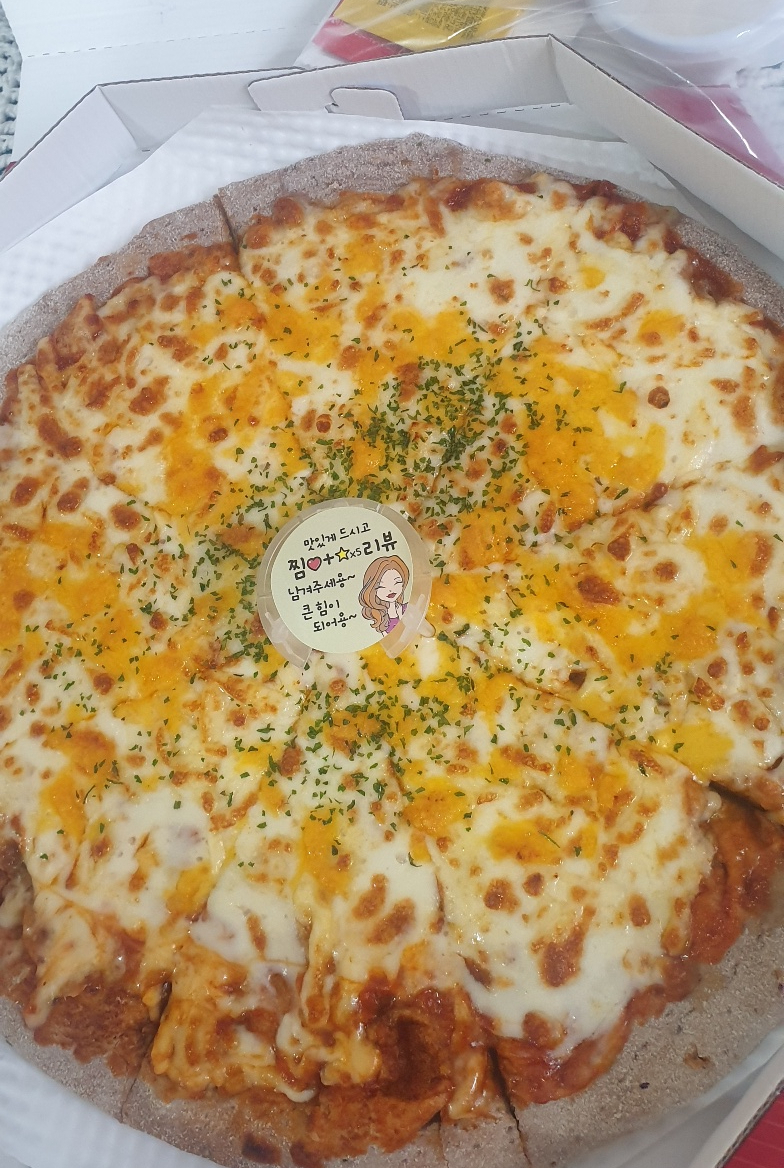 맛있게 드시고
찜♥+☆x5리뷰
남겨주세용~
큰 힘이
되어용~